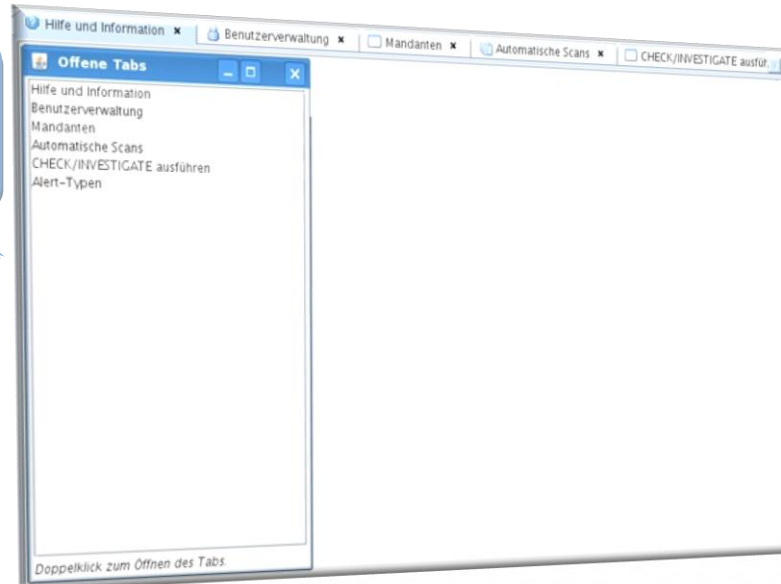 Hilfe und Information
Benutzerverwaltung
Mandanten
Automatische Scans
CHECK/INVESTIGATE ausfür
Offene Tabs
Hilfe und Information
Benutzerverwaltung
Mandanten
Automatische Scans
CHECK/INVESTIGATE ausführen
Alert-Typen
Doppelklick zum Öffnen des Tabs.